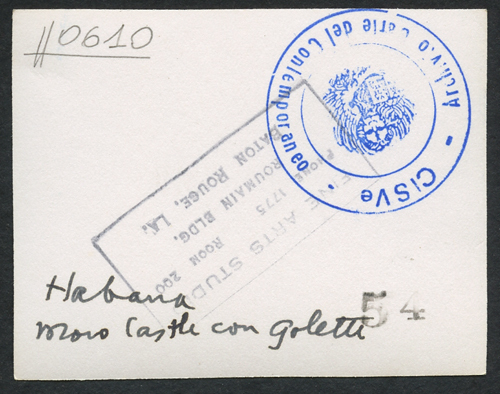 //0610
Archivio Carte del Contemporaneo
- CISVe -
FINE ARTS STUDIO
ROUMAIN BLDG. ROOM 200
PHONE 1775
BATON ROUGE, LA.
Habana
54
Moro Castle con Goletti